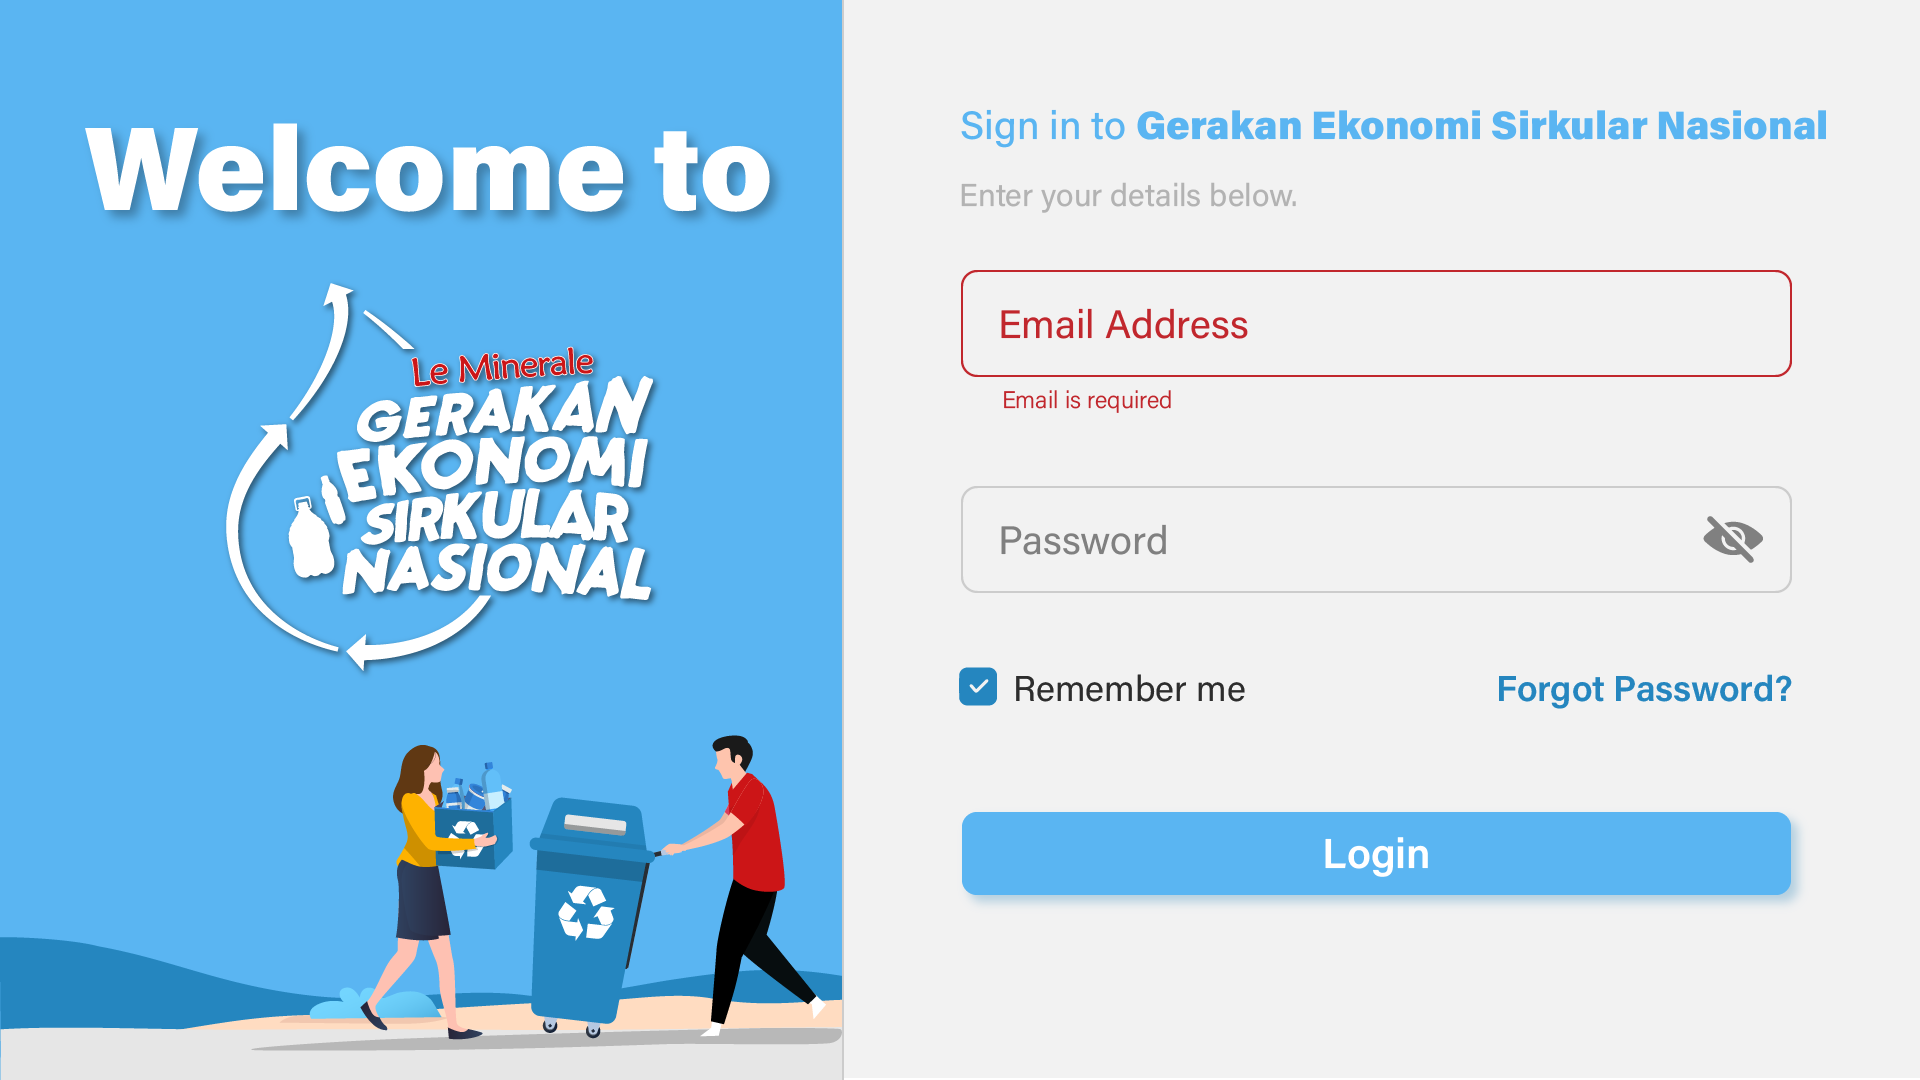 Welcome to
Le Minerale
GERAKAN
EKONOMI
SIRKULAR
NASIONAL
Sign in to Gerakan Ekonomi Sirkular Nasional
Enter your details below.
Email Address
Email is required
Password
Remember me
Forgot Password?
Login